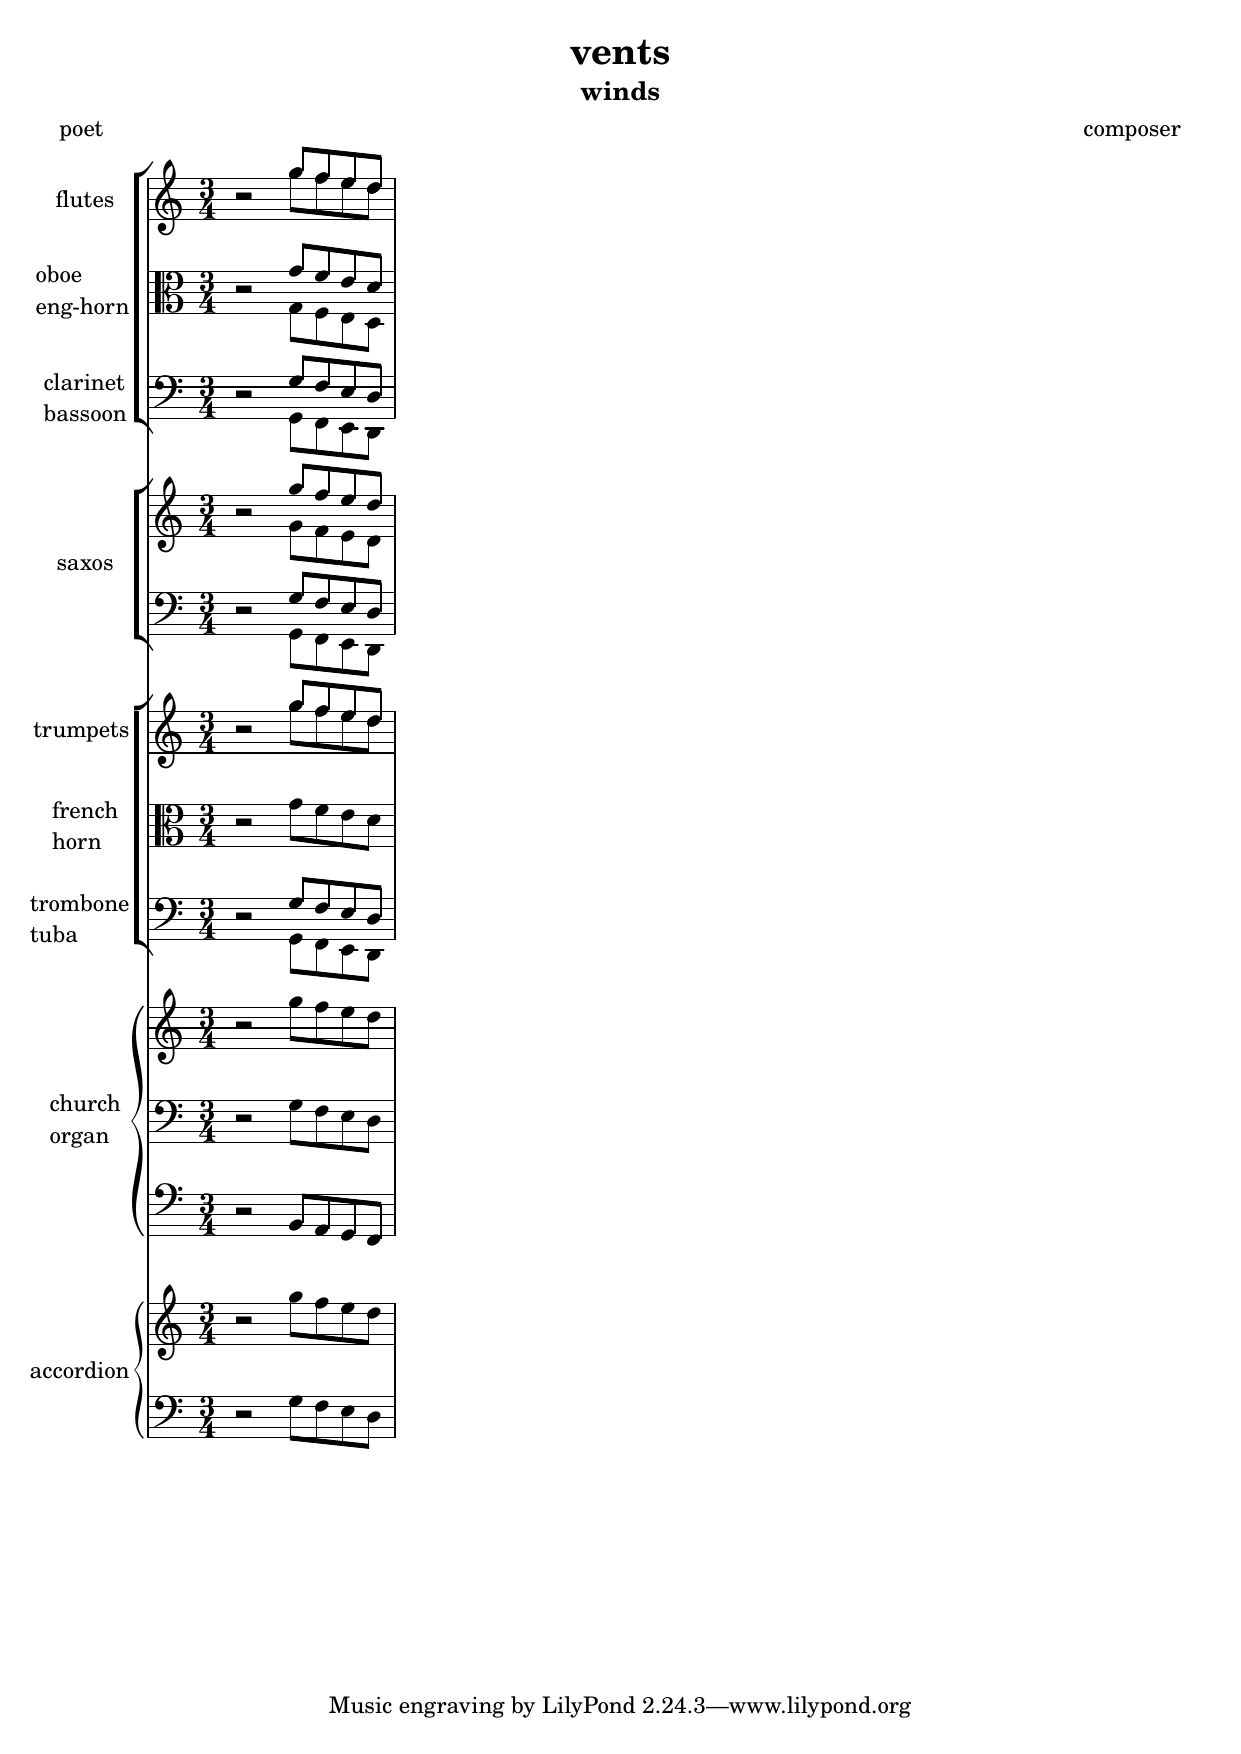 vents
winds
poet
composer
flutes
oboe
eng-horn
clarinet
bassoon
saxos
trumpets
french
horn
trombone
tuba
church
organ
accordion
Music engraving by LilyPond 2.24.3—www.lilypond.org